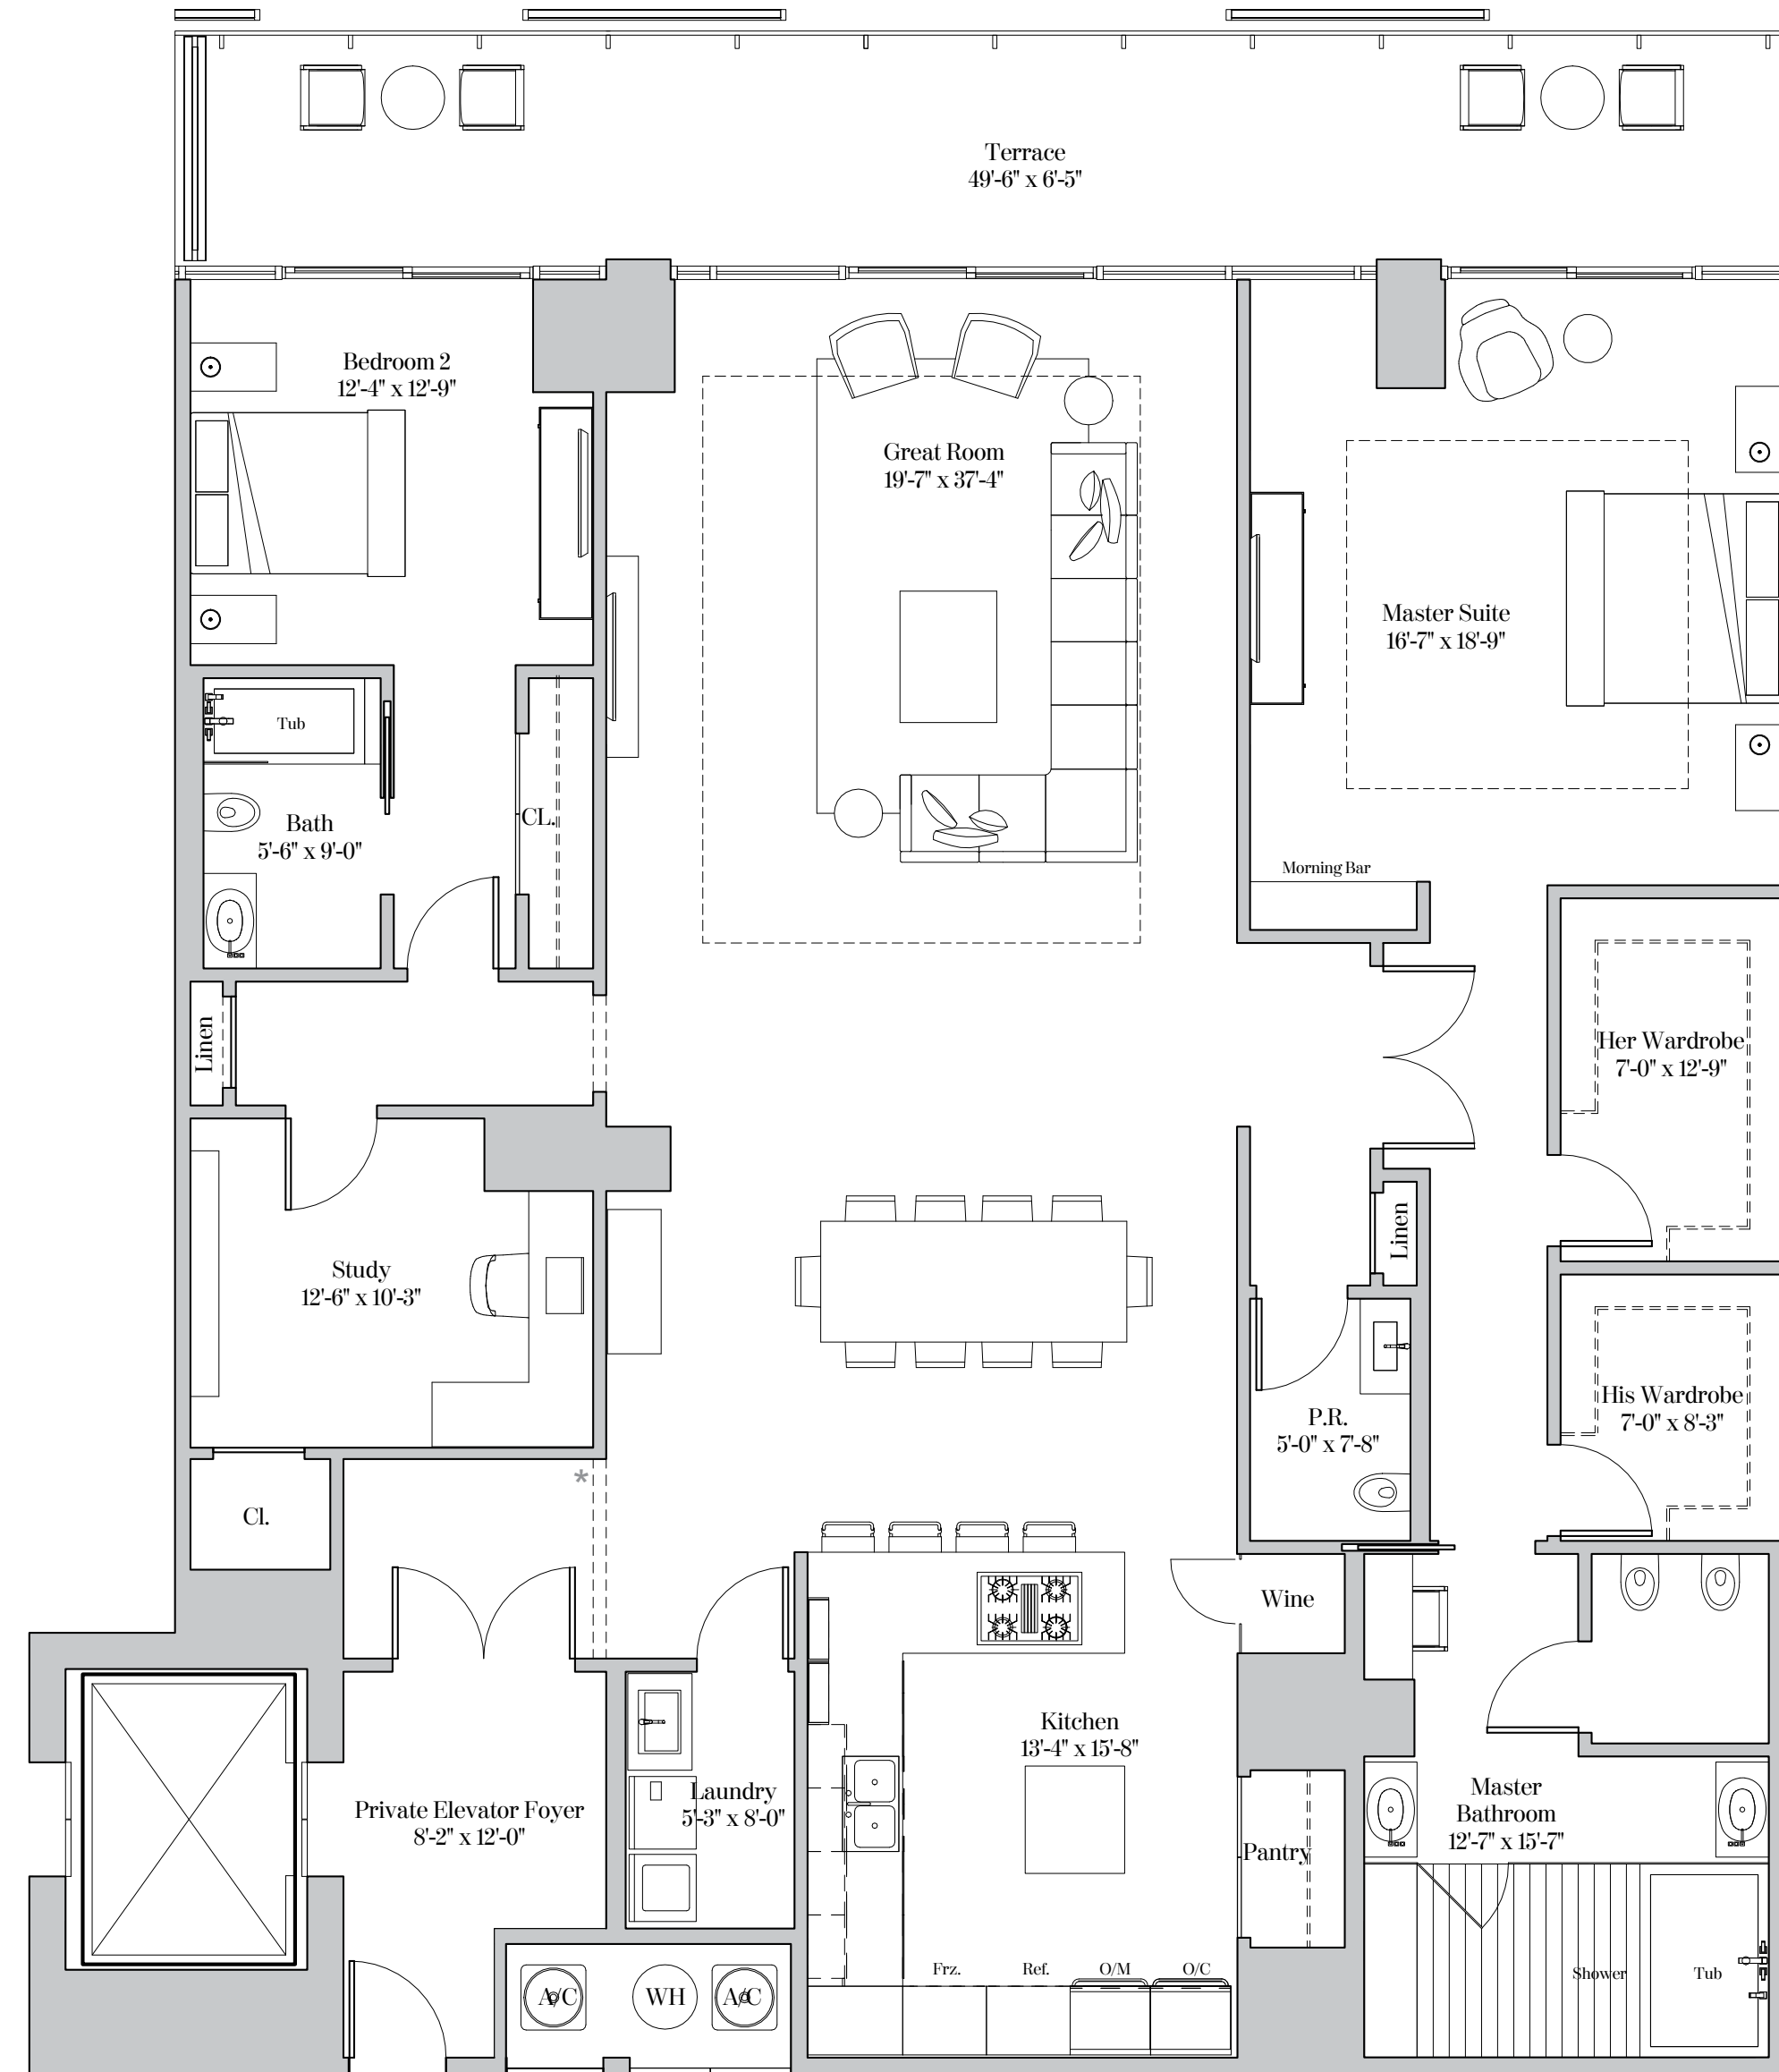 Terrace
49'-6" x 6'-5"
Bedroom 2
12'-4" x 12'-9"
Great Room
19'-7" x 37'-4"
Master Suite
16'-7" x 18'-9"
Tub
Bath
5'-6" x 9'-0"
CL.
Morning Bar
Linen
Her Wardrobe
7'-0" x 12'-9"
Linen
Study
12'-6" x 10'-3"
His Wardrobe
7'-0" x 8'-3"
P.R.
5'-0" x 7'-8"
*
Cl.
Wine
Kitchen
13'-4" x 15'-8"
Laundry
5'-3" x 8'-0"
Private Elevator Foyer
8'-2" x 12'-0"
Master
Bathroom
12'-7" x 15'-7"
Pantry
Frz.
Ref.
O/M
O/C
Shower
Tub
A/C
WH
A/C